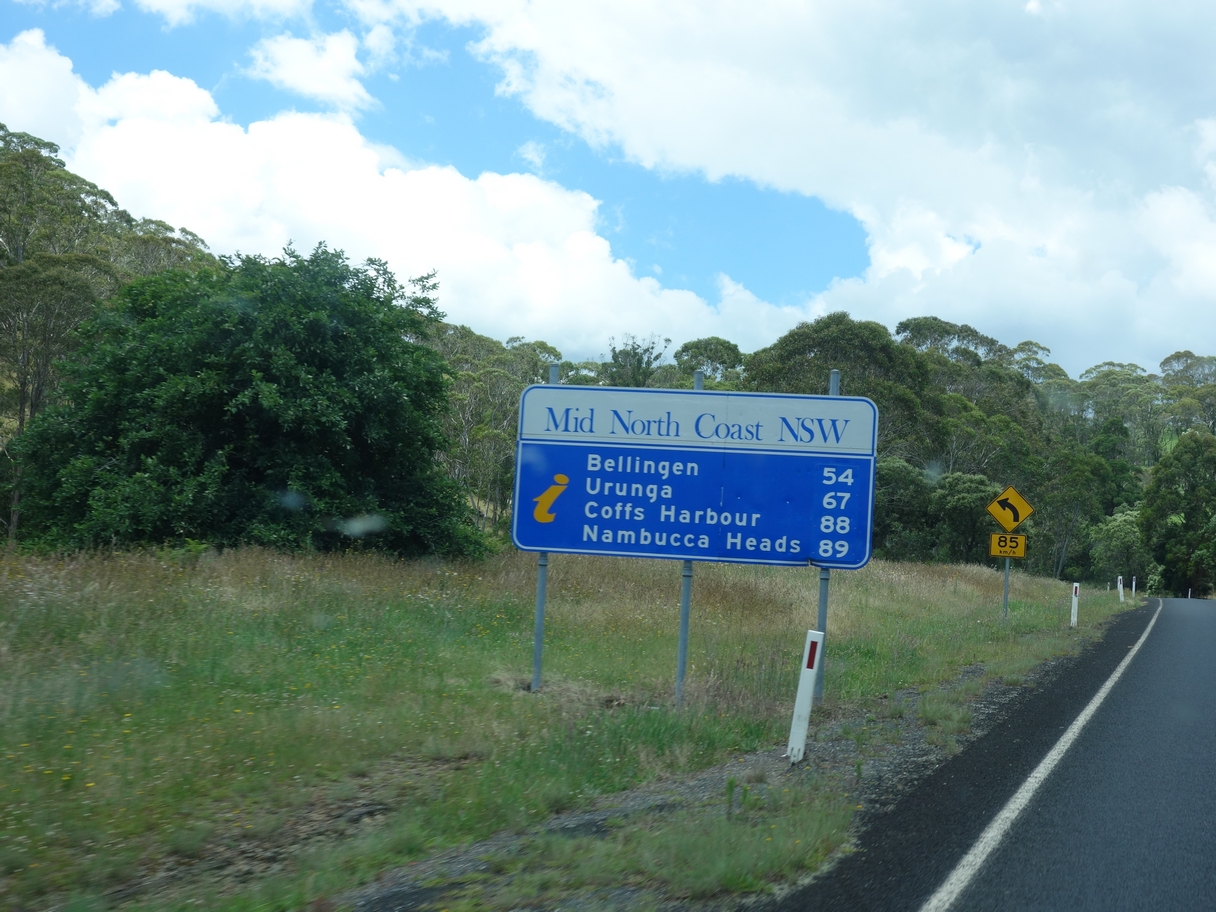 Mid North Coast NSW
i
Bellingen 54
Urunga 67
Coffs Harbour 88
Nambucca Heads 89
85
km/h